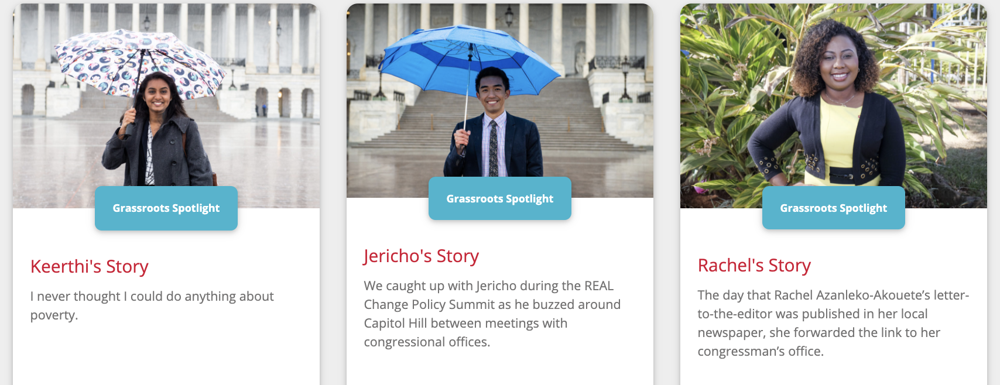 Grassroots Spotlight
Keerthi's Story
I never thought I could do anything about
poverty.
Grassroots Spotlight
Jericho's Story
We caught up with Jericho during the REAL
Change Policy Summit as he buzzed around
Capitol Hill between meetings with
congressional offices.
Grassroots Spotlight
Rachel's Story
The day that Rachel Azanleko-Akouete’s letter-
to-the-editor was published in her local
newspaper, she forwarded the link to her
congressman’s office.